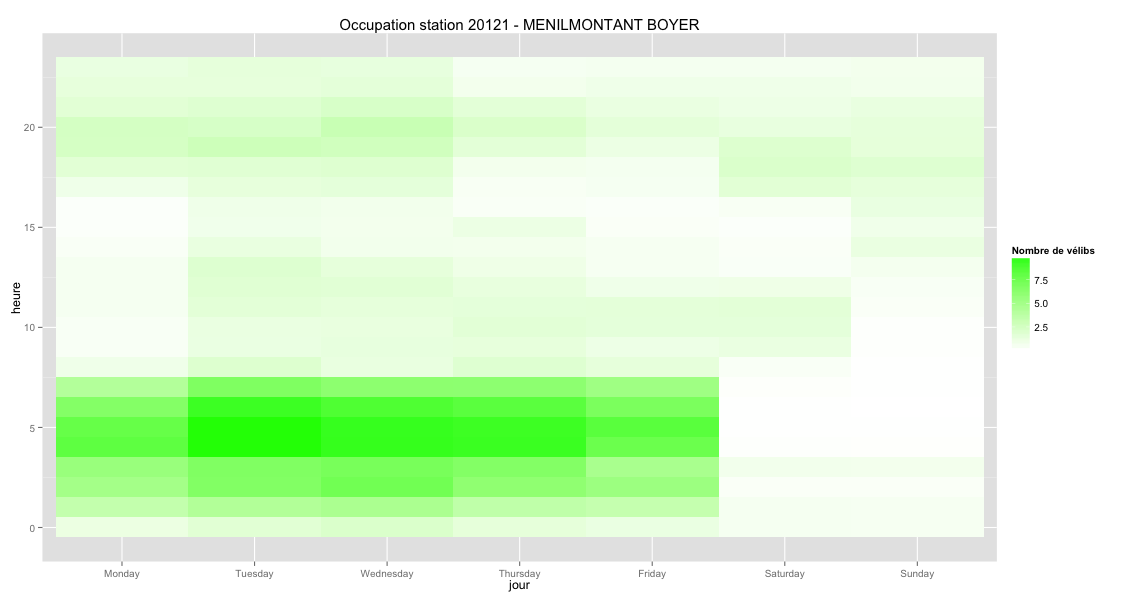 Occupation station 20121 - MENILMONTANT BOYER
heure
20
15
10
5
0
Monday Tuesday Wednesday Thursday Friday Saturday Sunday
jour
Nombre de vélibs
7.5
5.0
2.5